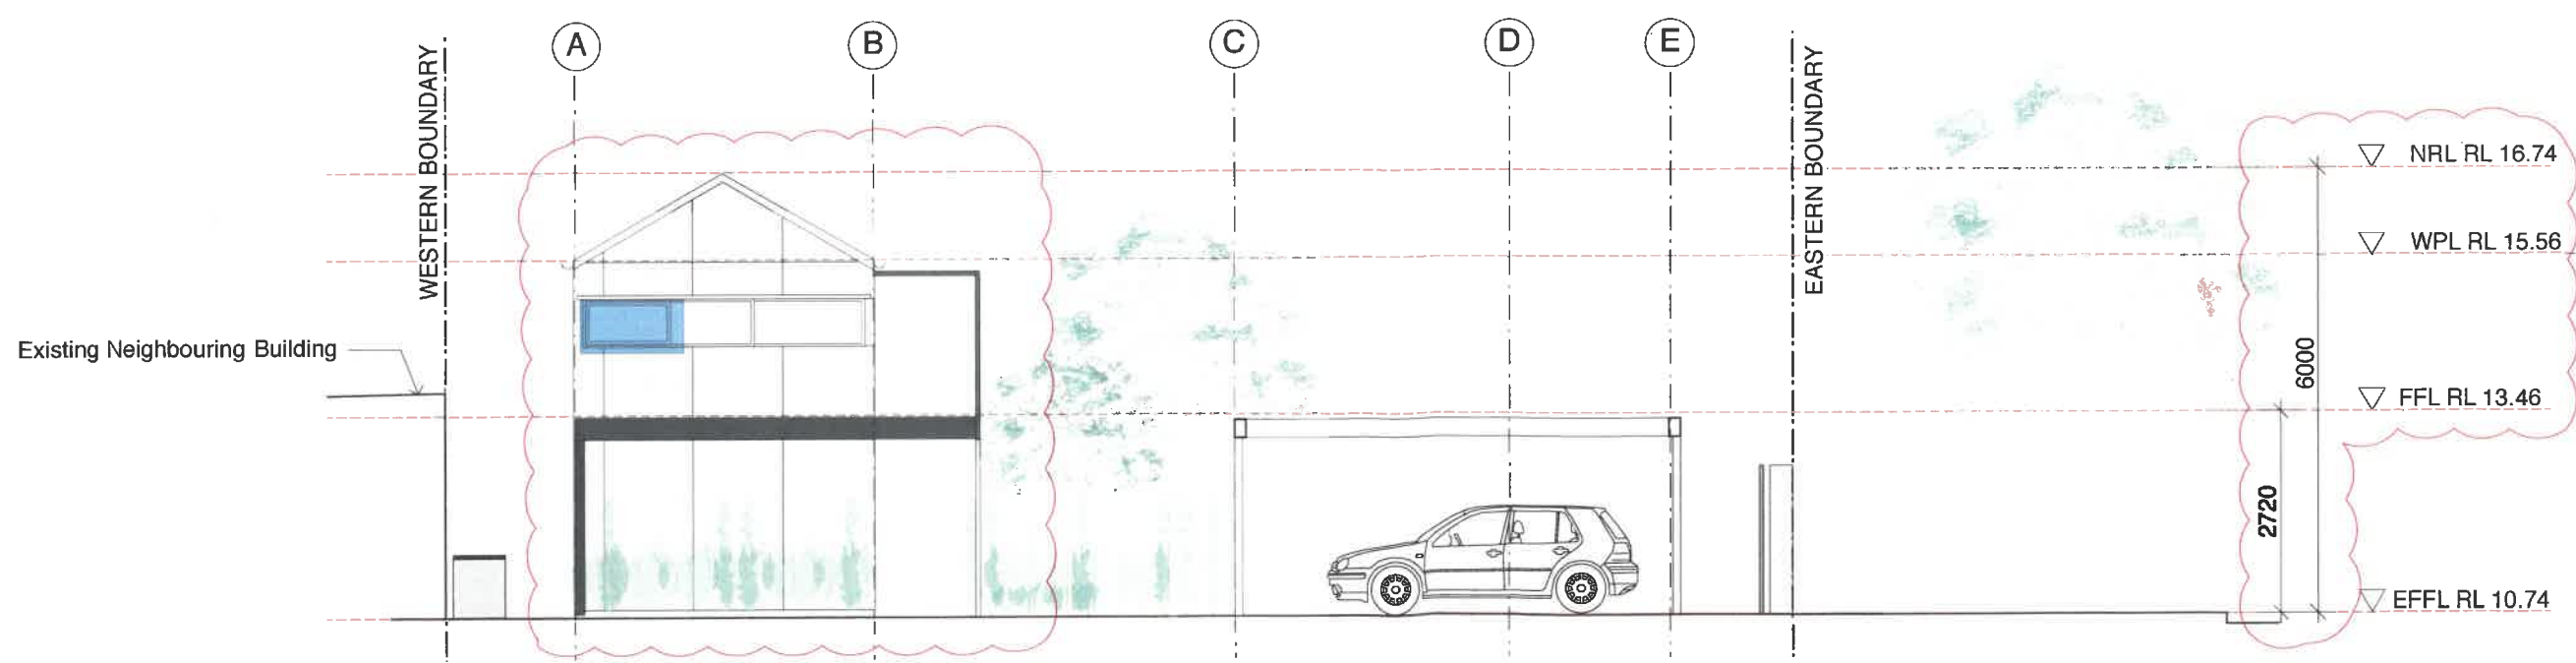 A
B
C
D
E
WESTERN BOUNDARY
EASTERN BOUNDARY
NRL RL 16.74
WPL RL 15.56
Existing Neighbouring Building
6000
FFL RL 13.46
2720
EFFL RL 10.74